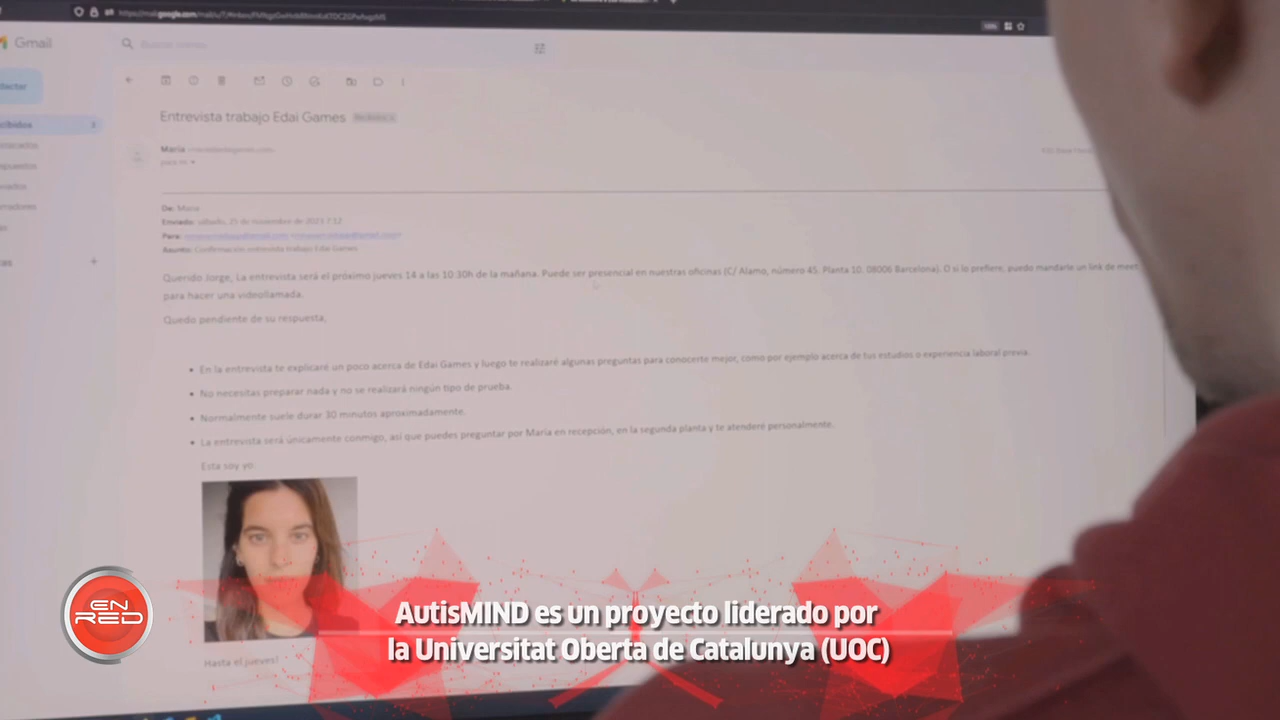 Gmail
Buscar correo
Entrevista trabajo Edai Games
María
para mí
De: María
Enviado: sábado, 25 de noviembre de 2023 7:12
Para:
Asunto: Confirmación entrevista trabajo Edai Games
Querido Jorge, La entrevista será el próximo jueves 14 a las 10:30h de la mañana. Puede ser presencial en nuestras oficinas (C/ Alamo, número 45. Planta 10. 08006 Barcelona). O si lo prefiere, puedo mandarle un link de meet
para hacer una videollamada.
Quedo pendiente de su respuesta,
• En la entrevista te explicaré un poco acerca de Edai Games y luego te realizaré algunas preguntas para conocerte mejor, como por ejemplo acerca de tus estudios o experiencia laboral previa.
• No necesitas preparar nada y no se realizará ningún tipo de prueba.
• Normalmente suele durar 30 minutos aproximadamente.
• La entrevista será únicamente conmigo, así que puedes preguntar por María en recepción, en la segunda planta y te atenderé personalmente.
Esta soy yo:
Hasta el jueves!
EN
RED
AutisMIND es un proyecto liderado por
la Universitat Oberta de Catalunya (UOC)